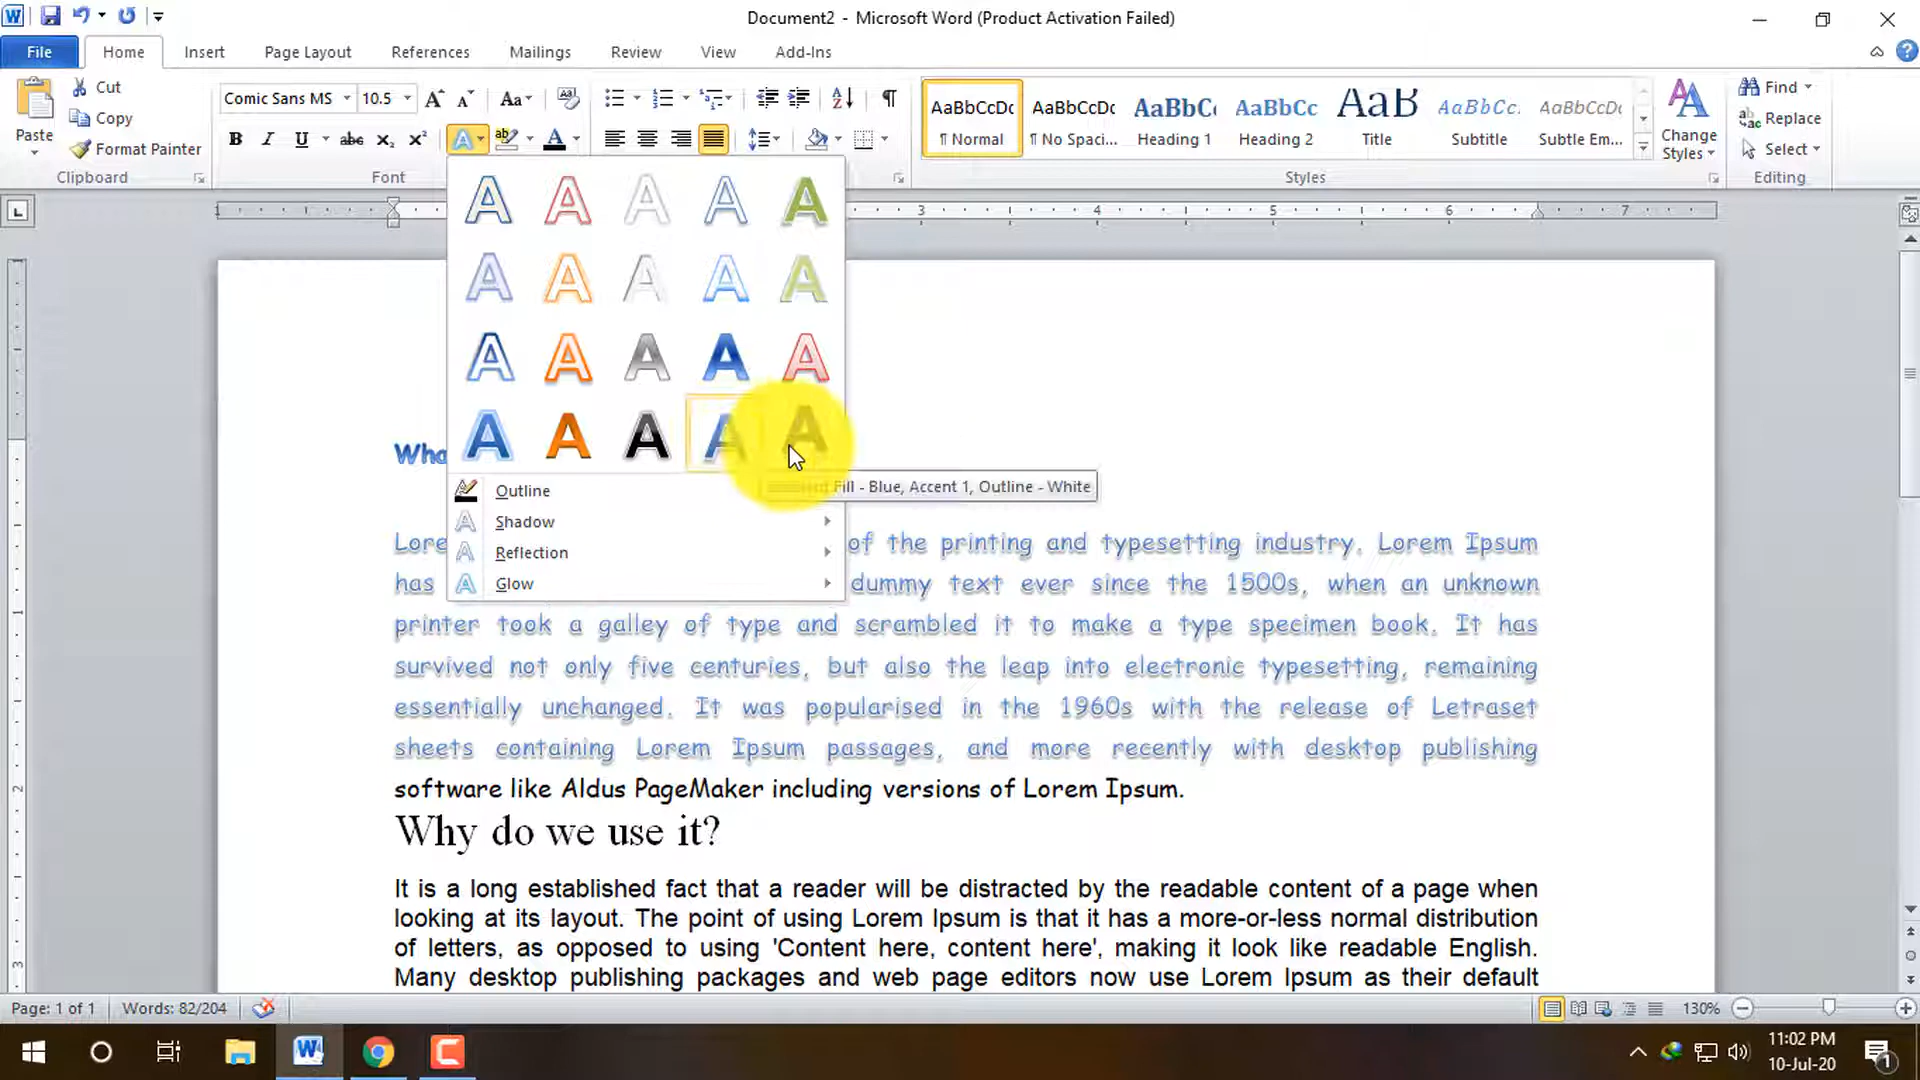 Document2 - Microsoft Word (Product Activation Failed)
File Home Insert Page Layout References Mailings Review View Add-Ins
Paste
Cut
Copy
Format Painter
Clipboard
Comic Sans MS 10.5
Font
AaBbCcDc
¶ Normal
AaBbCcDc
¶ No Spaci...
AaBbC
Heading 1
AaBbCc
Heading 2
AaB
Title
AaBbCc.
Subtitle
AaBbCcDc
Subtle Em...
Change
Styles
Styles
Find
Replace
Select
Editing
3 4 5 6 7
Outline
Shadow
Reflection
Glow
Fill - Blue, Accent 1, Outline - White
of the printing and typesetting industry. Lorem Ipsum
has dummy text ever since the 1500s, when an unknown
printer took a galley of type and scrambled it to make a type specimen book. It has
survived not only five centuries, but also the leap into electronic typesetting, remaining
essentially unchanged. It was popularised in the 1960s with the release of Letraset
sheets containing Lorem Ipsum passages, and more recently with desktop publishing
software like Aldus PageMaker including versions of Lorem Ipsum.
Why do we use it?
It is a long established fact that a reader will be distracted by the readable content of a page when
looking at its layout. The point of using Lorem Ipsum is that it has a more-or-less normal distribution
of letters, as opposed to using 'Content here, content here', making it look like readable English.
Many desktop publishing packages and web page editors now use Lorem Ipsum as their default
Page: 1 of 1 Words: 82/204 130%
11:02 PM
10-Jul-20
1